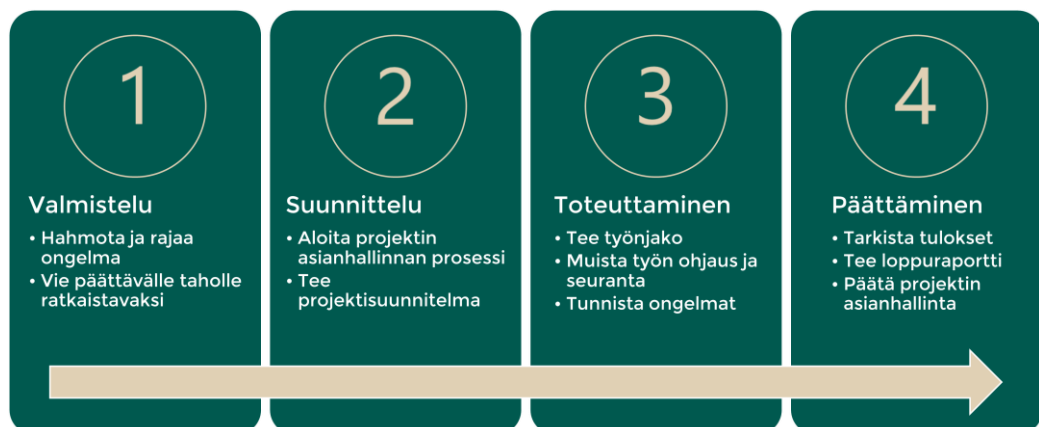 1
Valmistelu
• Hahmota ja rajaa
ongelma
• Vie päättävälle taholle
ratkaistavaksi
2
Suunnittelu
• Aloita projektin
asianhallinnan prosessi
• Tee
projektisuunnitelma
3
Toteuttaminen
• Tee työnjako
• Muista työn ohjaus ja
seuranta
• Tunnista ongelmat
4
Päättäminen
• Tarkista tulokset
• Tee loppuraportti
• Päätä projektin
asianhallinta